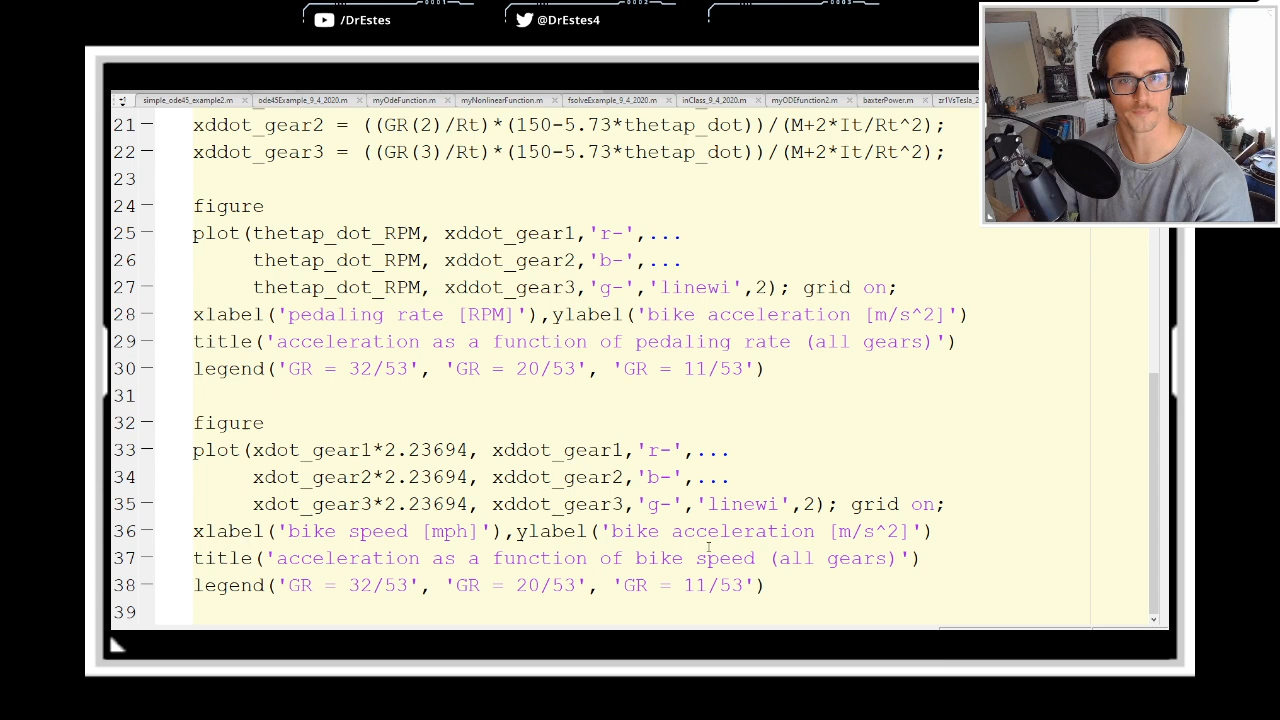 0001
0002
0003
/DrEstes
@DrEstes4
simple_ode45_example2.m
ode45Example_9_4_2020.m
myOdeFunction.m
myNonlinearFunction.m
fsolveExample_9_4_2020.m
inClass_9_4_2020.m
myODEfunction2.m
baxterPower.m
zr1VsTesla_2
21 xddot_gear2 = ((GR(2)/Rt)*(150-5.73*thetap_dot))/(M+2*It/Rt^2);
22 xddot_gear3 = ((GR(3)/Rt)*(150-5.73*thetap_dot))/(M+2*It/Rt^2);
23
24 figure
25 plot(thetap_dot_RPM, xddot_gear1,'r-',...
26 thetap_dot_RPM, xddot_gear2,'b-',...
27 thetap_dot_RPM, xddot_gear3,'g-','linewi',2); grid on;
28 xlabel('pedaling rate [RPM]'),ylabel('bike acceleration [m/s^2]')
29 title('acceleration as a function of pedaling rate (all gears)')
30 legend('GR = 32/53', 'GR = 20/53', 'GR = 11/53')
31
32 figure
33 plot(xdot_gear1*2.23694, xddot_gear1,'r-',...
34 xdot_gear2*2.23694, xddot_gear2,'b-',...
35 xdot_gear3*2.23694, xddot_gear3,'g-','linewi',2); grid on;
36 xlabel('bike speed [mph]'),ylabel('bike acceleration [m/s^2]')
37 title('acceleration as a function of bike speed (all gears)')
38 legend('GR = 32/53', 'GR = 20/53', 'GR = 11/53')
39